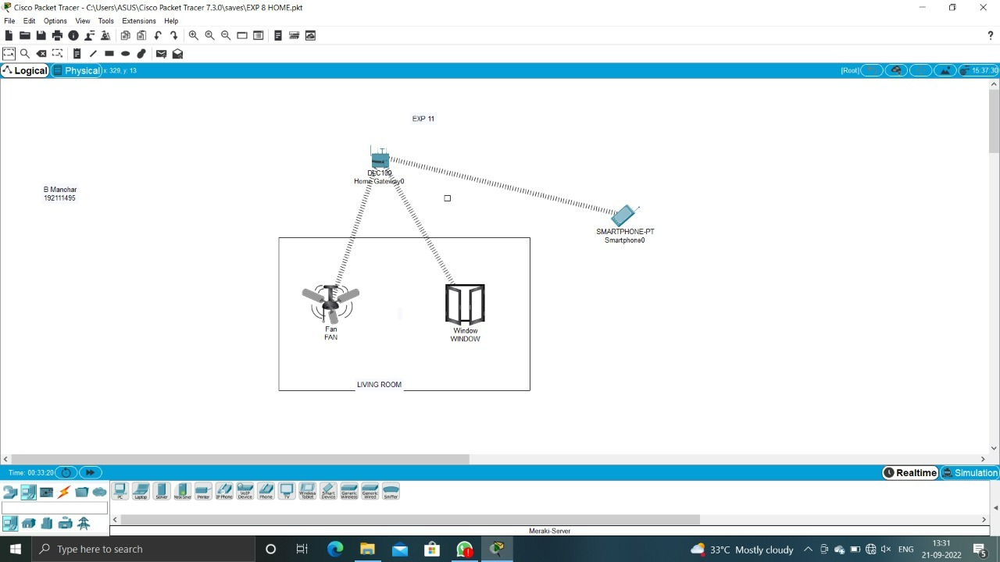 Cisco Packet Tracer - C:\Users\ASUS\Cisco Packet Tracer 7.3.0\saves\EXP 8 HOME.pkt
File Edit Options View Tools Extensions Help
?
Logical Physical x: 329, y: 13 [Root] 15:37:30
EXP 11
DLC100
Home Gateway0
B Manohar
192111495
SMARTPHONE-PT
Smartphone0
Fan
FAN
Window
WINDOW
LIVING ROOM
Time: 00:33:20 Realtime Simulation
PC Laptop Server Printer IP Phone VoIP Device Phone TV Wireless Tablet Smart Device Generic Wireless Generic Wired Sniffer
Meraki-Server
Type here to search
33°C Mostly cloudy ENG
13:31
21-09-2022
5